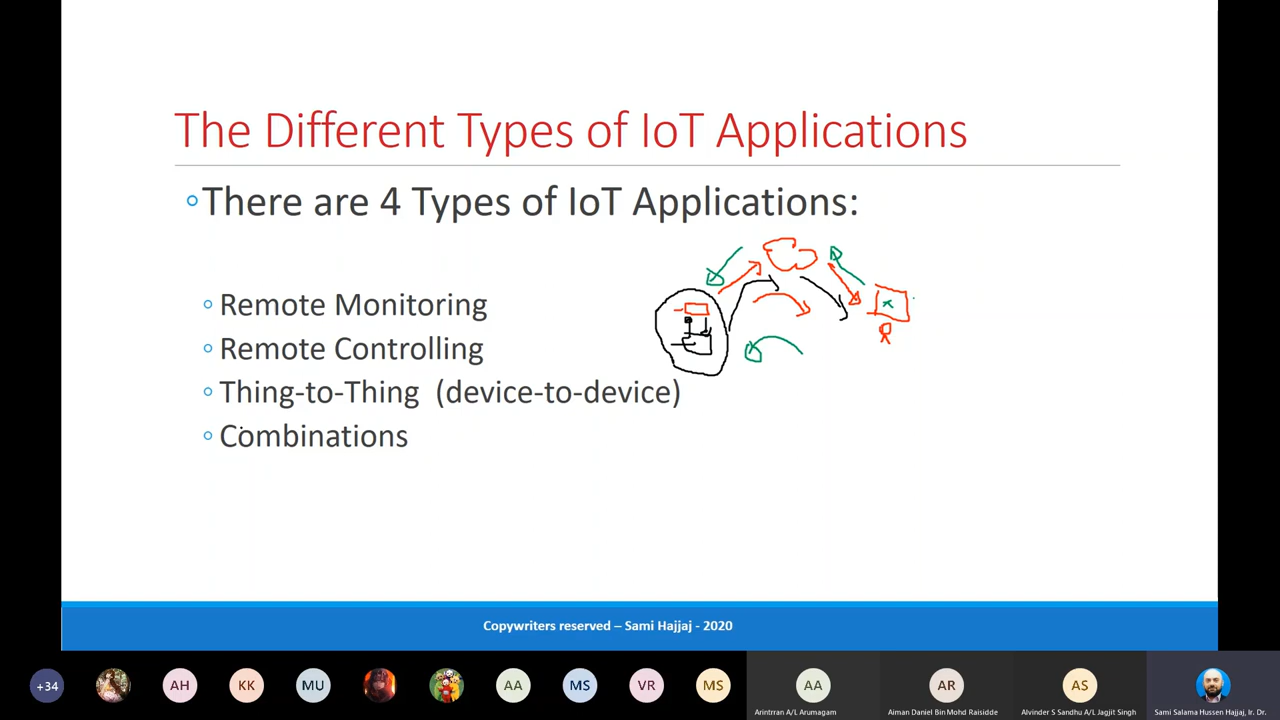 The Different Types of IoT Applications
◦There are 4 Types of IoT Applications:
◦ Remote Monitoring
◦ Remote Controlling
◦ Thing-to-Thing (device-to-device)
◦ Combinations
Copywriters reserved – Sami Hajjaj - 2020
+34 AH KK MU AA MS VR MS AA AR AS
Arintrran A/L Arumagam Aiman Daniel Bin Mohd Raisidde Alvinder S Sandhu A/L Jagjit Singh Sami Salama Hussen Hajjaj, Ir. Dr.